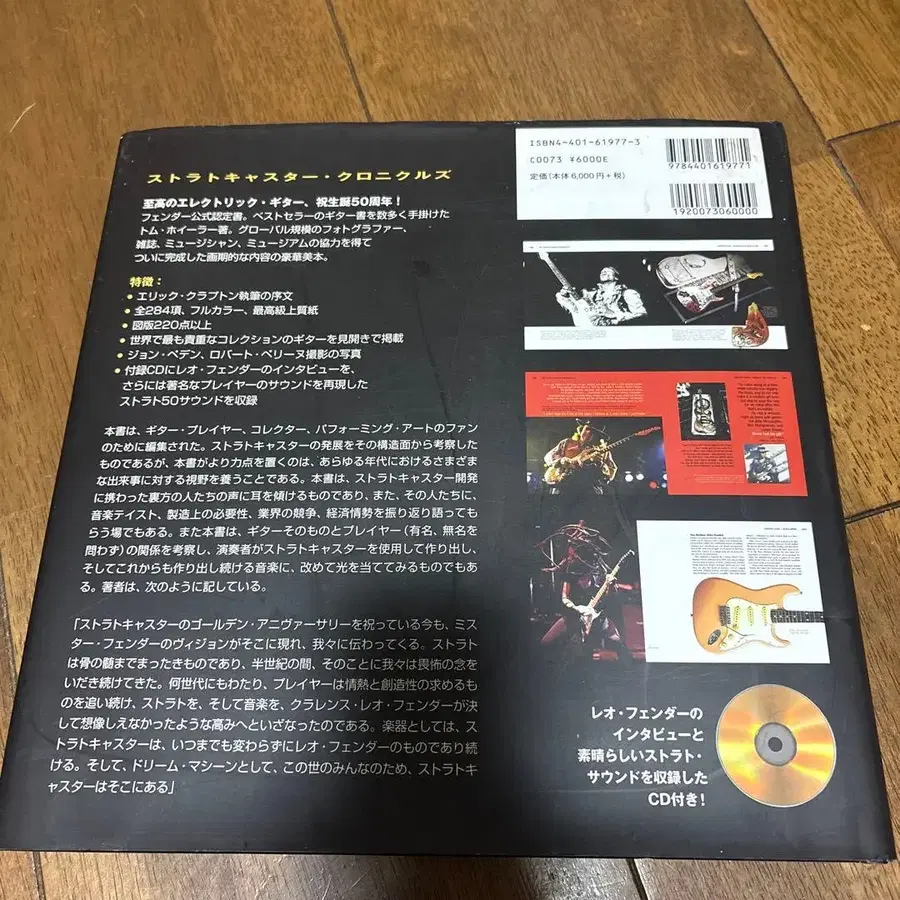 ISBN4-401-61977-3
C0073 ¥6000E
定価(本体6,000円+税)
9784401619771
1920073060000
ストラトキャスター・クロニクルズ
至高のエレクトリック・ギター、祝生誕50周年!
フェンダー公式認定書。ベストセラーのギター書を数多く手掛けた
トム・ホイーラー著。グローバル規模のフォトグラファー、
雑誌、ミュージシャン、ミュージアムの協力を得て
ついに完成した画期的な内容の豪華美本。
特徴:
• エリック・クラプトン執筆の序文
• 全284項、フルカラー、最高級上質紙
• 図版220点以上
• 世界で最も貴重なコレクションのギターを見開きで掲載
• ジョン・ペデン、ロバート・ベリーヌ撮影の写真
• 付録CDにレオ・フェンダーのインタビューを、
さらには著名なプレイヤーのサウンドを再現した
ストラト50サウンドを収録
本書は、ギター・プレイヤー、コレクター、パフォーミング・アートのファン
のために編集された。ストラトキャスターの発展をその構造面から考察した
ものであるが、本書がより力点を置くのは、あらゆる年代におけるさまざま
な出来事に対する視野を養うことである。本書は、ストラトキャスター開発
に携わった裏方の人たちの声に耳を傾けるものであり、また、その人たちに、
音楽テイスト、製造上の必要性、業界の競争、経済情勢を振り返り語っても
らう場でもある。また本書は、ギターそのものとプレイヤー(有名、無名を
問わず)の関係を考察し、演奏者がストラトキャスターを使用して作り出し、
そしてこれからも作り出し続ける音楽に、改めて光を当ててみるものでもあ
る。著者は、次のように記している。
「ストラトキャスターのゴールデン・アニヴァーサリーを祝っている今も、ミス
ター・フェンダーのヴィジョンがそこに現れ、我々に伝わってくる。ストラト
は骨の髄までまったきものであり、半世紀の間、そのことに我々は畏怖の念を
いだき続けてきた。何世代にもわたり、プレイヤーは情熱と創造性の求めるも
のを追い続け、ストラトを、そして音楽を、クラレンス・レオ・フェンダーが決
して想像しえなかったような高みへといざなったのである。楽器としては、ス
トラトキャスターは、いつまでも変わらずにレオ・フェンダーのものであり続
ける。そして、ドリーム・マシーンとして、この世のみんなのため、ストラトキ
ャスターはそこにある」
レオ・フェンダーの
インタビューと
素晴らしいストラト・
サウンドを収録した
CD付き!